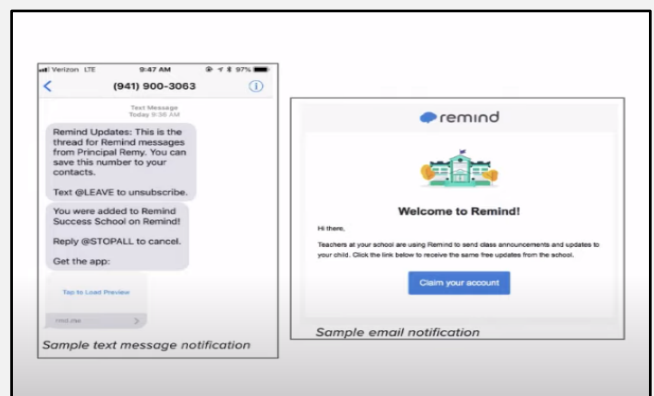 Verizon LTE 9:47 AM 97%
(941) 900-3063
Text Message
Today 9:38 AM
Remind Updates: This is the
thread for Remind messages
from Principal Remy. You can
save this number to your
contacts.
Text @LEAVE to unsubscribe.
You were added to Remind
Success School on Remind!
Reply @STOPALL to cancel.
Get the app:
Tap to Load Preview
Sample text message notification
remind
Welcome to Remind!
Hi there,
Teachers at your school are using Remind to send class announcements and updates to
your child. Click the link below to receive the same free updates from the school.
Claim your account
Sample email notification